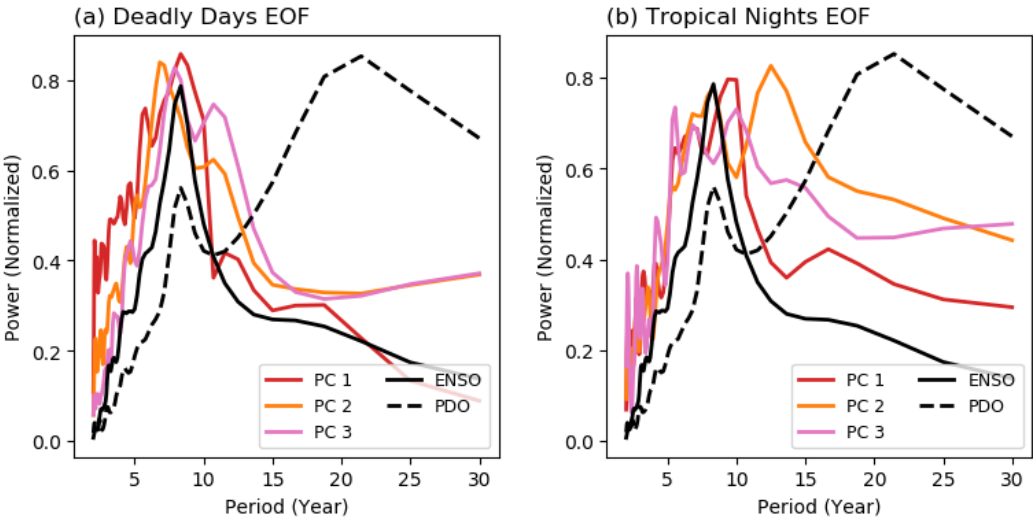 (a) Deadly Days EOF
Power (Normalized)
0.8
0.6
0.4
0.2
0.0
5 10 15 20 25 30
Period (Year)
PC 1
PC 2
PC 3
ENSO
PDO
(b) Tropical Nights EOF
Power (Normalized)
0.8
0.6
0.4
0.2
0.0
5 10 15 20 25 30
Period (Year)
PC 1
PC 2
PC 3
ENSO
PDO